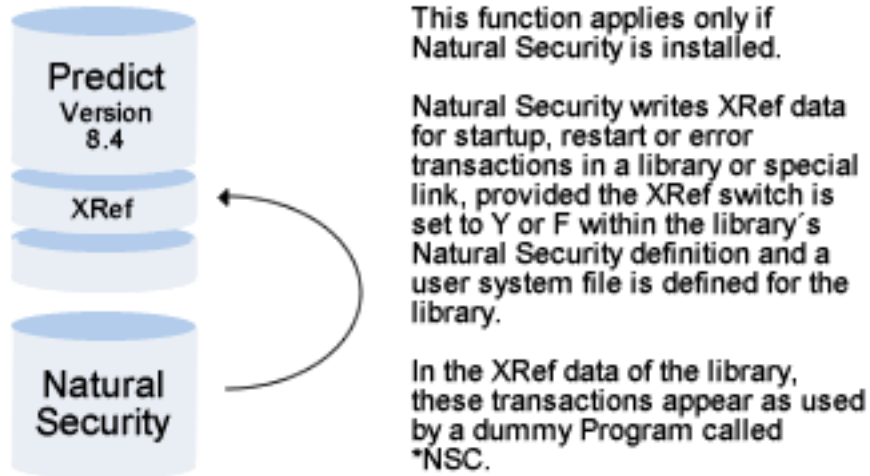 Predict
Version
8.4
XRef
Natural
Security
This function applies only if
Natural Security is installed.
Natural Security writes XRef data
for startup, restart or error
transactions in a library or special
link, provided the XRef switch is
set to Y or F within the library´s
Natural Security definition and a
user system file is defined for the
library.
In the XRef data of the library,
these transactions appear as used
by a dummy Program called
*NSC.